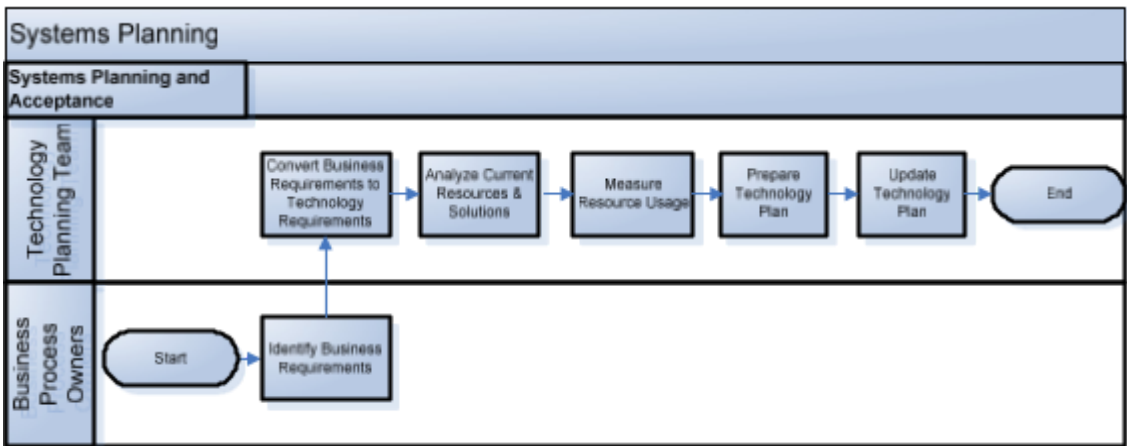 Systems Planning
Systems Planning and
Acceptance
Technology
Planning Team
Convert Business
Requirements to
Technology
Requirements
Analyze Current
Resources &
Solutions
Measure
Resource Usage
Prepare
Technology
Plan
Update
Technology
Plan
End
Business
Process
Owners
Start
Identify Business
Requirements